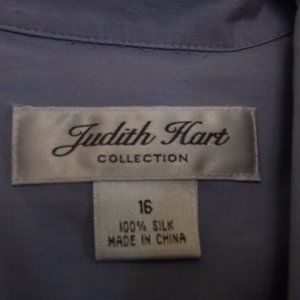 Judith Hart
COLLECTION
16
100% SILK
MADE IN CHINA